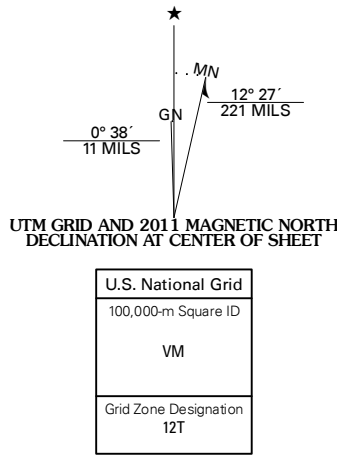 MN
GN
12° 27´
221 MILS
0° 38´
11 MILS
UTM GRID AND 2011 MAGNETIC NORTH
DECLINATION AT CENTER OF SHEET
U.S. National Grid
100,000-m Square ID
VM
Grid Zone Designation
12T